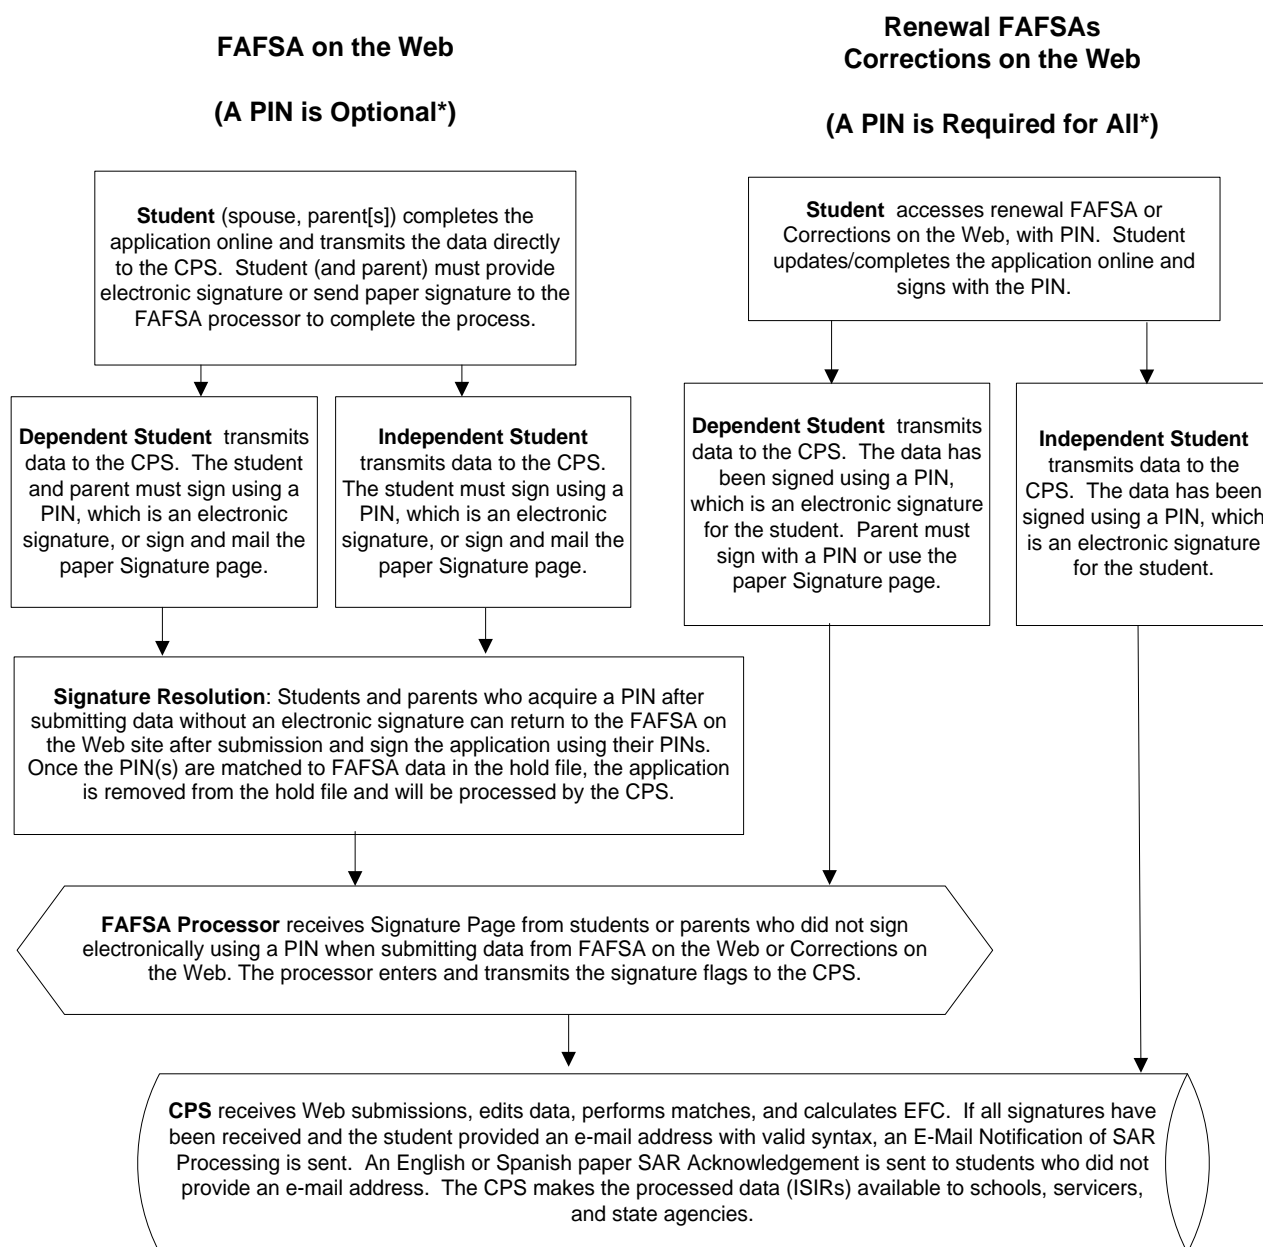 FAFSA on the Web
(A PIN is Optional*)
Renewal FAFSAs
Corrections on the Web
(A PIN is Required for All*)
Student (spouse, parent[s]) completes the
application online and transmits the data directly
to the CPS. Student (and parent) must provide
electronic signature or send paper signature to the
FAFSA processor to complete the process.
Student accesses renewal FAFSA or
Corrections on the Web, with PIN. Student
updates/completes the application online and
signs with the PIN.
Dependent Student transmits
data to the CPS. The student
and parent must sign using a
PIN, which is an electronic
signature, or sign and mail the
paper Signature page.
Independent Student
transmits data to the CPS.
The student must sign using a
PIN, which is an electronic
signature, or sign and mail the
paper Signature page.
Dependent Student transmits
data to the CPS. The data has
been signed using a PIN,
which is an electronic signature
for the student. Parent must
sign with a PIN or use the
paper Signature page.
Independent Student
transmits data to the
CPS. The data has been
signed using a PIN, which
is an electronic signature
for the student.
Signature Resolution: Students and parents who acquire a PIN after
submitting data without an electronic signature can return to the FAFSA on
the Web site after submission and sign the application using their PINs.
Once the PIN(s) are matched to FAFSA data in the hold file, the application
is removed from the hold file and will be processed by the CPS.
FAFSA Processor receives Signature Page from students or parents who did not sign
electronically using a PIN when submitting data from FAFSA on the Web or Corrections on
the Web. The processor enters and transmits the signature flags to the CPS.
CPS receives Web submissions, edits data, performs matches, and calculates EFC. If all signatures have
been received and the student provided an e-mail address with valid syntax, an E-Mail Notification of SAR
Processing is sent. An English or Spanish paper SAR Acknowledgement is sent to students who did not
provide an e-mail address. The CPS makes the processed data (ISIRs) available to schools, servicers,
and state agencies.